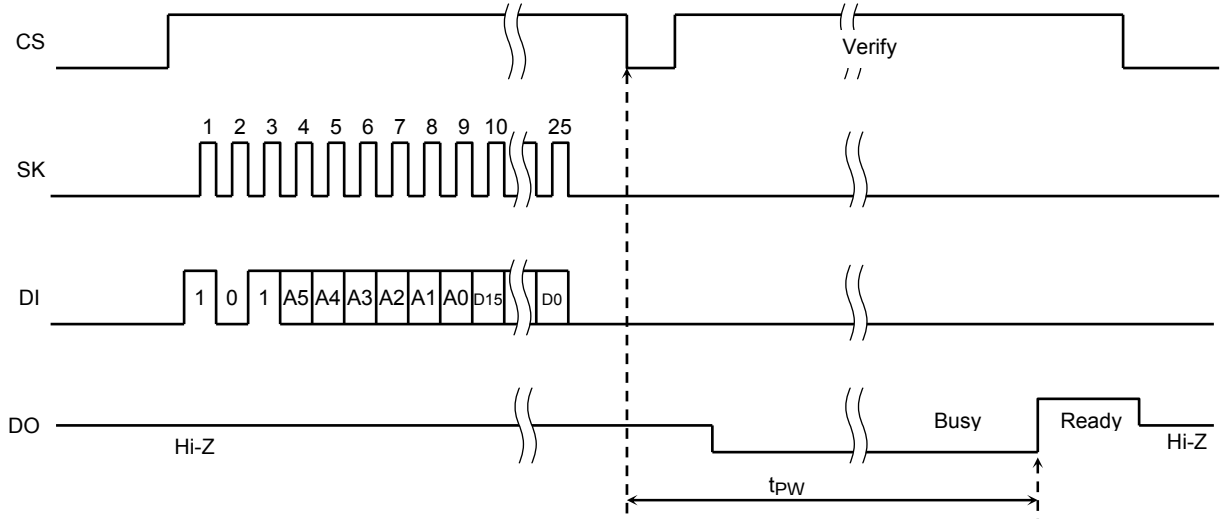 CS
Verify
1 2 3 4 5 6 7 8 9 10 25
SK
DI
1 0 1 A5 A4 A3 A2 A1 A0 D15 D0
DO
Hi-Z
Busy
Ready
Hi-Z
tPW